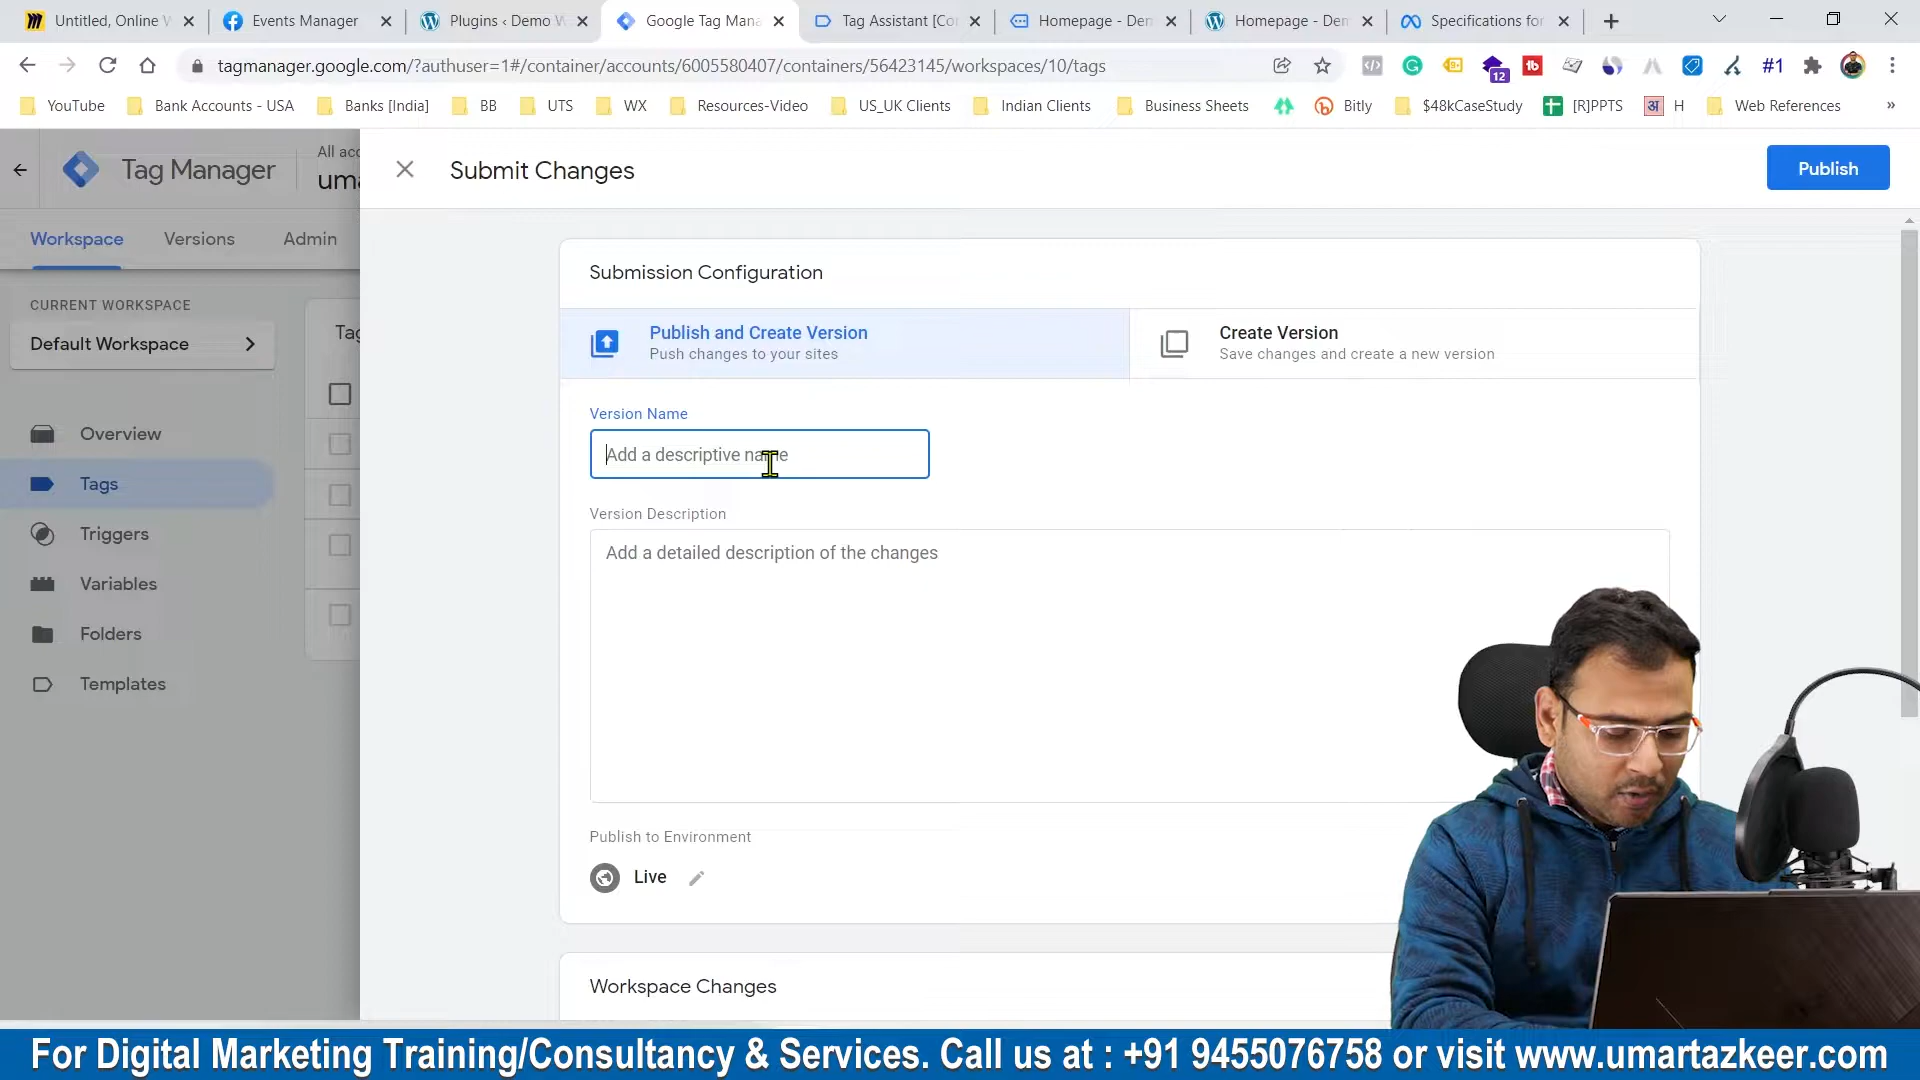 Untitled, Online W
Events Manager
Plugins ‹ Demo W
Google Tag Mana
Tag Assistant [Co
Homepage - Dem
Homepage - Dem
Specifications for
tagmanager.google.com/?authuser=1#/container/accounts/6005580407/containers/56423145/workspaces/10/tags
12
#1
YouTube
Bank Accounts - USA
Banks [India]
BB
UTS
WX
Resources-Video
US_UK Clients
Indian Clients
Business Sheets
Bitly
$48kCaseStudy
[R]PPTS
अ
H
Web References
»
Tag Manager
All acc
uma
Submit Changes
Publish
Workspace
Versions
Admin
Submission Configuration
CURRENT WORKSPACE
Default Workspace
Tag
Publish and Create Version
Push changes to your sites
Create Version
Save changes and create a new version
Version Name
Add a descriptive name
Overview
Tags
Triggers
Variables
Folders
Templates
Version Description
Add a detailed description of the changes
Publish to Environment
Live
Workspace Changes
For Digital Marketing Training/Consultancy & Services. Call us at : +91 9455076758 or visit www.umartazkeer.com